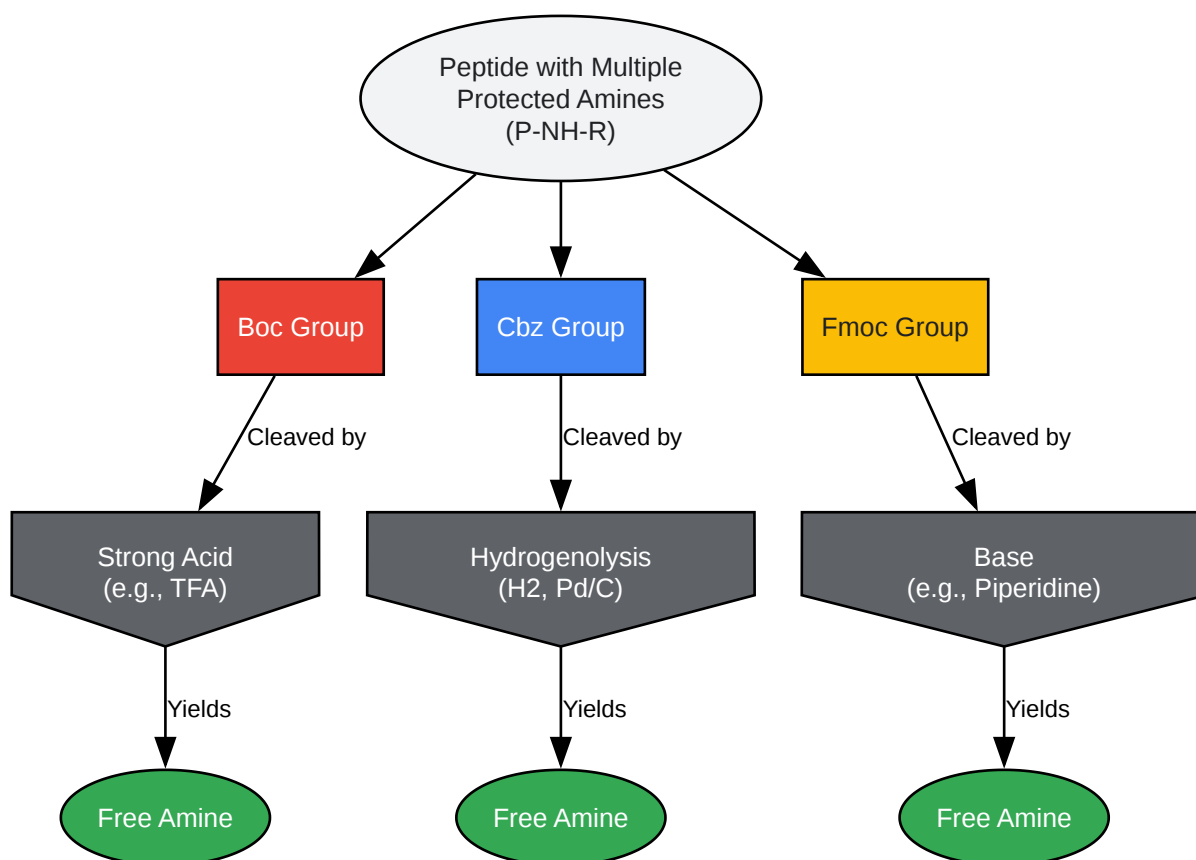 Peptide with Multiple
Protected Amines
(P-NH-R)
Boc Group
Cbz Group
Fmoc Group
Cleaved by
Cleaved by
Cleaved by
Strong Acid
(e.g., TFA)
Hydrogenolysis
(H2, Pd/C)
Base
(e.g., Piperidine)
Yields
Yields
Yields
Free Amine
Free Amine
Free Amine